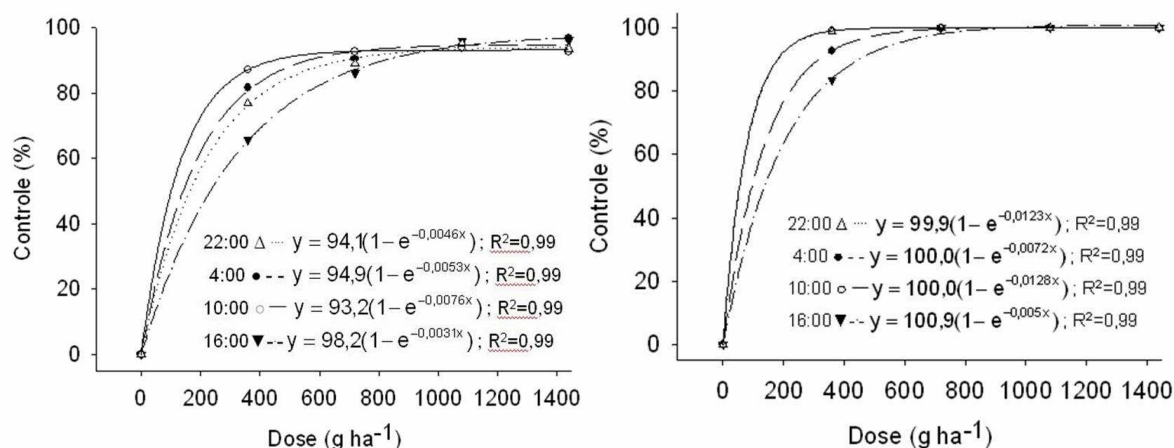 Controle (%)
100
80
60
40
20
0
22:00 △ ···· y = 94,1(1– e^–0,0046x) ; R²=0,99
4:00 ● - - - y = 94,9(1– e^–0,0053x) ; R²=0,99
10:00 ○ — y = 93,2(1– e^–0,0076x) ; R²=0,99
16:00 ▼ - ·· y = 98,2(1– e^–0,0031x) ; R²=0,99
0 200 400 600 800 1000 1200 1400
Dose (g ha⁻¹)
Controle (%)
100
80
60
40
20
0
22:00 △ ···· y = 99,9(1– e^–0,0123x) ; R²=0,99
4:00 ● - - y = 100,0(1– e^–0,0072x) ; R²=0,99
10:00 ○ — y = 100,0(1– e^–0,0128x) ; R²=0,99
16:00 ▼ - ·· y = 100,9(1– e^–0,005x) ; R²=0,99
0 200 400 600 800 1000 1200 1400
Dose (g ha⁻¹)